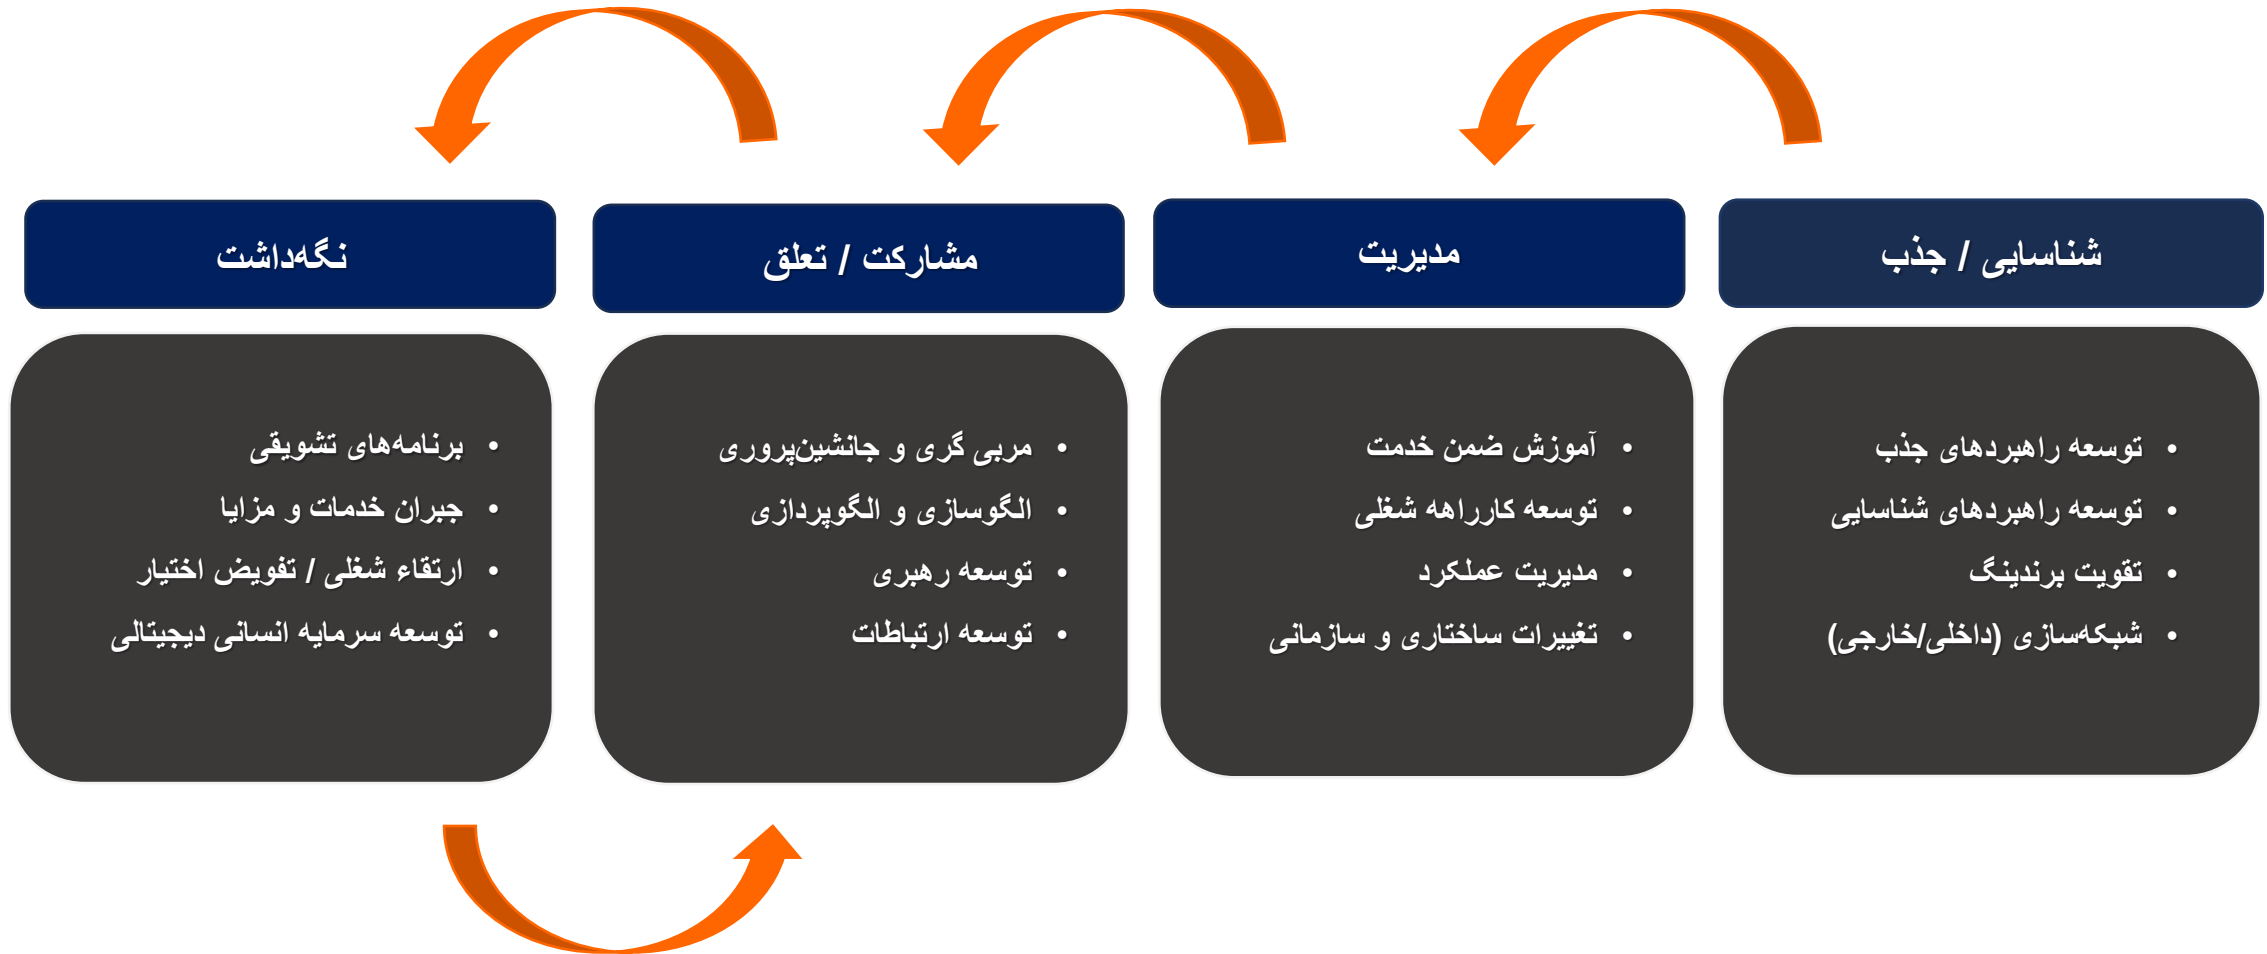 شناسایی / جذب
• توسعه راهبردهای جذب
• توسعه راهبردهای شناسایی
• تقویت برندینگ
• شبکه‌سازی (داخلی/خارجی)
مدیریت
• آموزش ضمن خدمت
• توسعه کارراهه شغلی
• مدیریت عملکرد
• تغییرات ساختاری و سازمانی
مشارکت / تعلق
• مربی گری و جانشین‌پروری
• الگوسازی و الگوپردازی
• توسعه رهبری
• توسعه ارتباطات
نگه‌داشت
• برنامه‌های تشویقی
• جبران خدمات و مزایا
• ارتقاء شغلی / تفویض اختیار
• توسعه سرمایه انسانی دیجیتالی